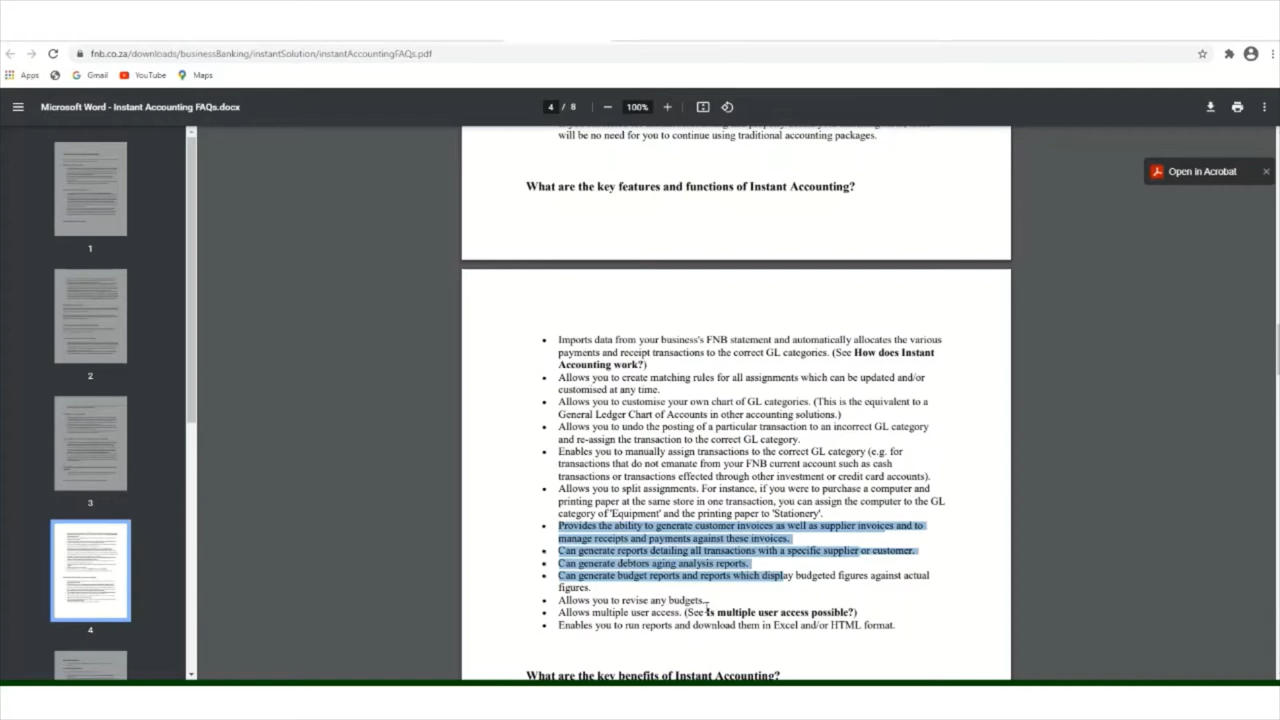 fnb.co.za/downloads/businessBanking/instantSolution/instantAccountingFAQs.pdf
Apps Gmail YouTube Maps
Microsoft Word - Instant Accounting FAQs.docx 4 / 8 100%
will be no need for you to continue using traditional accounting packages.
Open in Acrobat
What are the key features and functions of Instant Accounting?
1
2
3
4
• Imports data from your business's FNB statement and automatically allocates the various
payments and receipt transactions to the correct GL categories. (See How does Instant
Accounting work?)
• Allows you to create matching rules for all assignments which can be updated and/or
customised at any time.
• Allows you to customise your own chart of GL categories. (This is the equivalent to a
General Ledger Chart of Accounts in other accounting solutions.)
• Allows you to undo the posting of a particular transaction to an incorrect GL category
and re-assign the transaction to the correct GL category.
• Enables you to manually assign transactions to the correct GL category (e.g. for
transactions that do not emanate from your FNB current account such as cash
transactions or transactions effected through other investment or credit card accounts).
• Allows you to split assignments. For instance, if you were to purchase a computer and
printing paper at the same store in one transaction, you can assign the computer to the GL
category of 'Equipment' and the printing paper to 'Stationery'.
• Provides the ability to generate customer invoices as well as supplier invoices and to
manage receipts and payments against these invoices.
• Can generate reports detailing all transactions with a specific supplier or customer.
• Can generate debtors aging analysis reports.
• Can generate budget reports and reports which display budgeted figures against actual
figures.
• Allows you to revise any budgets.
• Allows multiple user access. (See Is multiple user access possible?)
• Enables you to run reports and download them in Excel and/or HTML format.
What are the key benefits of Instant Accounting?